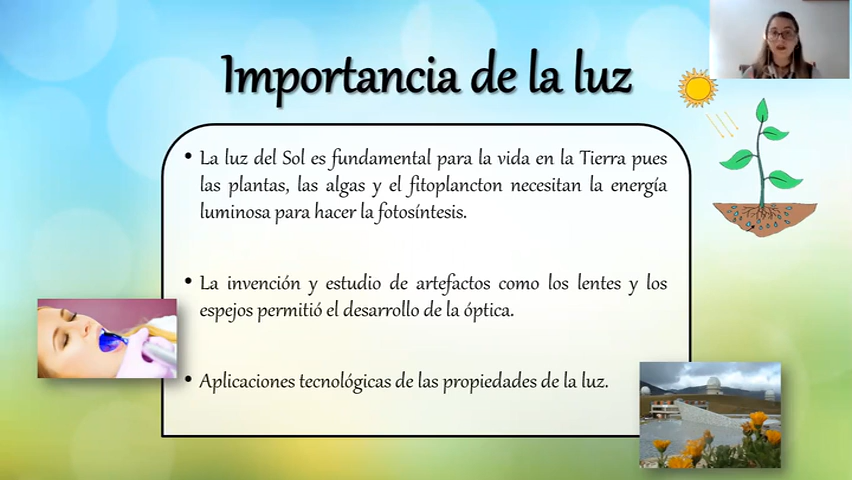 Importancia de la luz
• La luz del Sol es fundamental para la vida en la Tierra pues
las plantas, las algas y el fitoplancton necesitan la energía
luminosa para hacer la fotosíntesis.
• La invención y estudio de artefactos como los lentes y los
espejos permitió el desarrollo de la óptica.
• Aplicaciones tecnológicas de las propiedades de la luz.